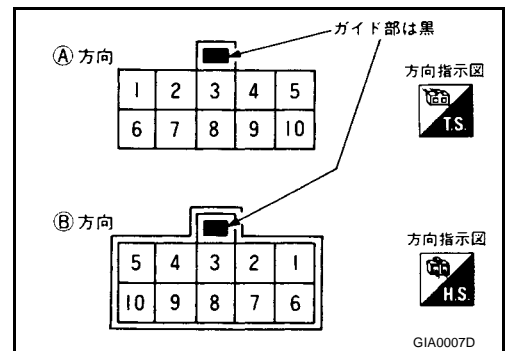 ガイド部は黒
Ⓐ 方向
方向指示図
1 2 3 4 5
6 7 8 9 10
T.S.
Ⓑ 方向
方向指示図
5 4 3 2 1
10 9 8 7 6
H.S.
GIA0007D